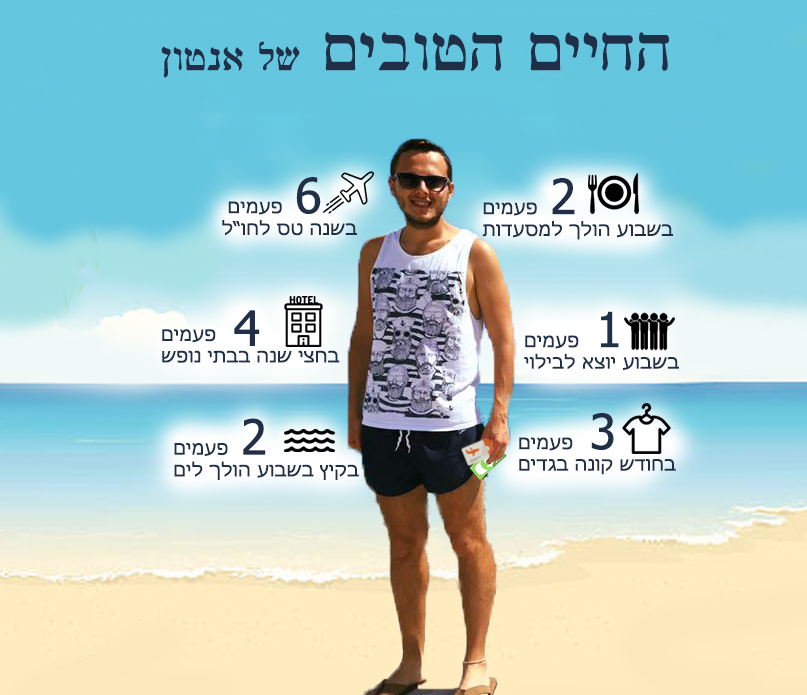 החיים הטובים של אנטון
2 פעמים
בשבוע הולך למסעדות
6 פעמים
בשנה טס לחו"ל
1 פעמים
בשבוע יוצא לבילוי
HOTEL
4 פעמים
בחצי שנה בבתי נופש
3 פעמים
בחודש קונה בגדים
2 פעמים
בקיץ בשבוע הולך לים